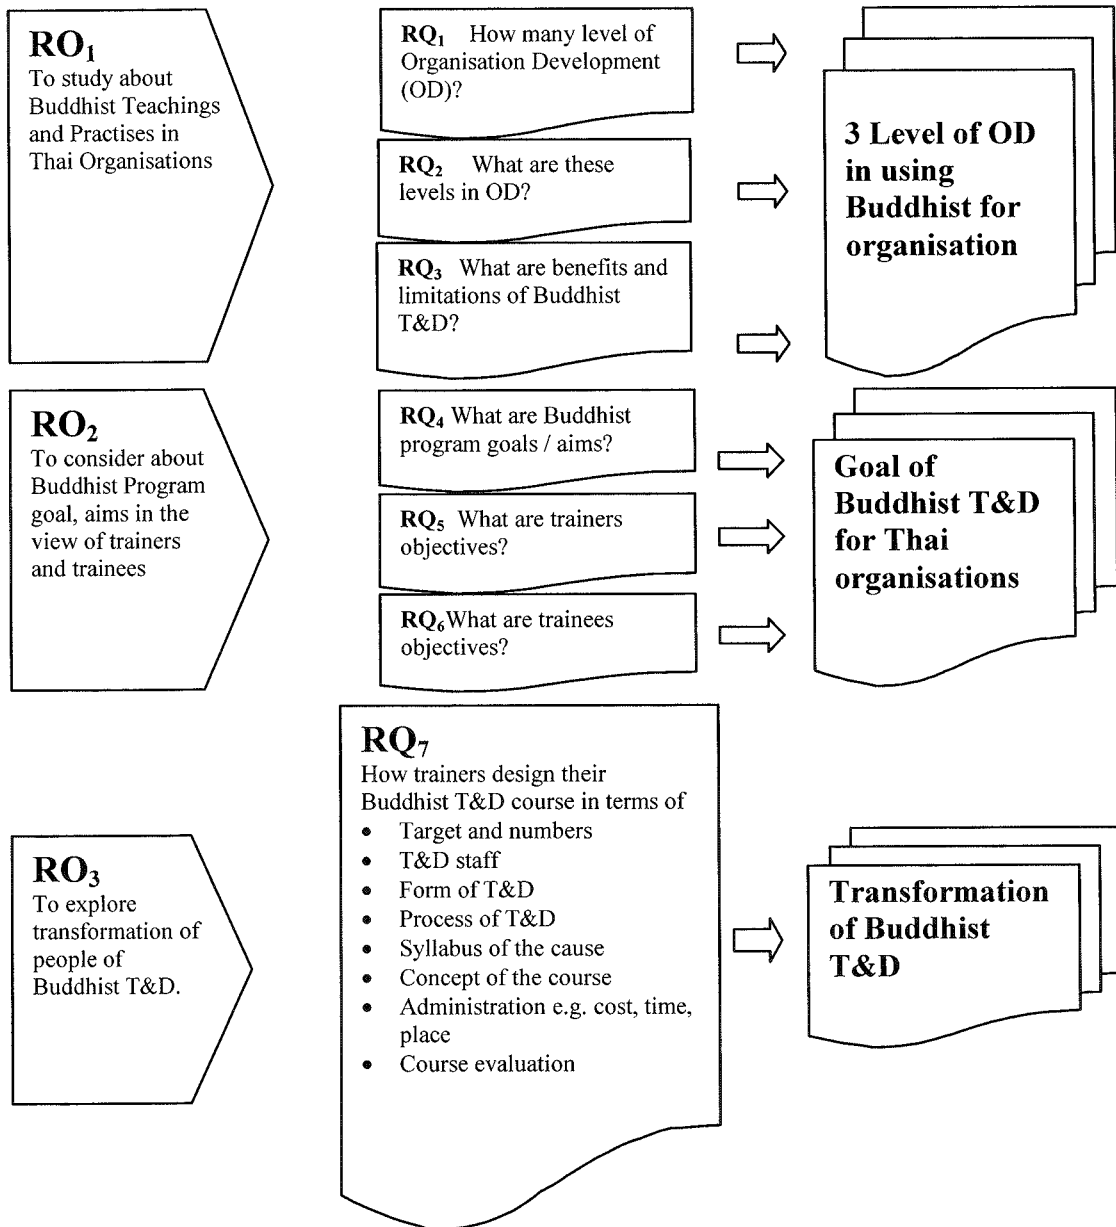 RO₁
To study about
Buddhist Teachings
and Practises in
Thai Organisations
RQ₁ How many level of
Organisation Development
(OD)?
RQ₂ What are these
levels in OD?
RQ₃ What are benefits and
limitations of Buddhist
T&D?
3 Level of OD
in using
Buddhist for
organisation
RO₂
To consider about
Buddhist Program
goal, aims in the
view of trainers
and trainees
RQ₄ What are Buddhist
program goals / aims?
RQ₅ What are trainers
objectives?
RQ₆What are trainees
objectives?
Goal of
Buddhist T&D
for Thai
organisations
RO₃
To explore
transformation of
people of
Buddhist T&D.
RQ₇
How trainers design their
Buddhist T&D course in terms of
• Target and numbers
• T&D staff
• Form of T&D
• Process of T&D
• Syllabus of the cause
• Concept of the course
• Administration e.g. cost, time,
place
• Course evaluation
Transformation
of Buddhist
T&D